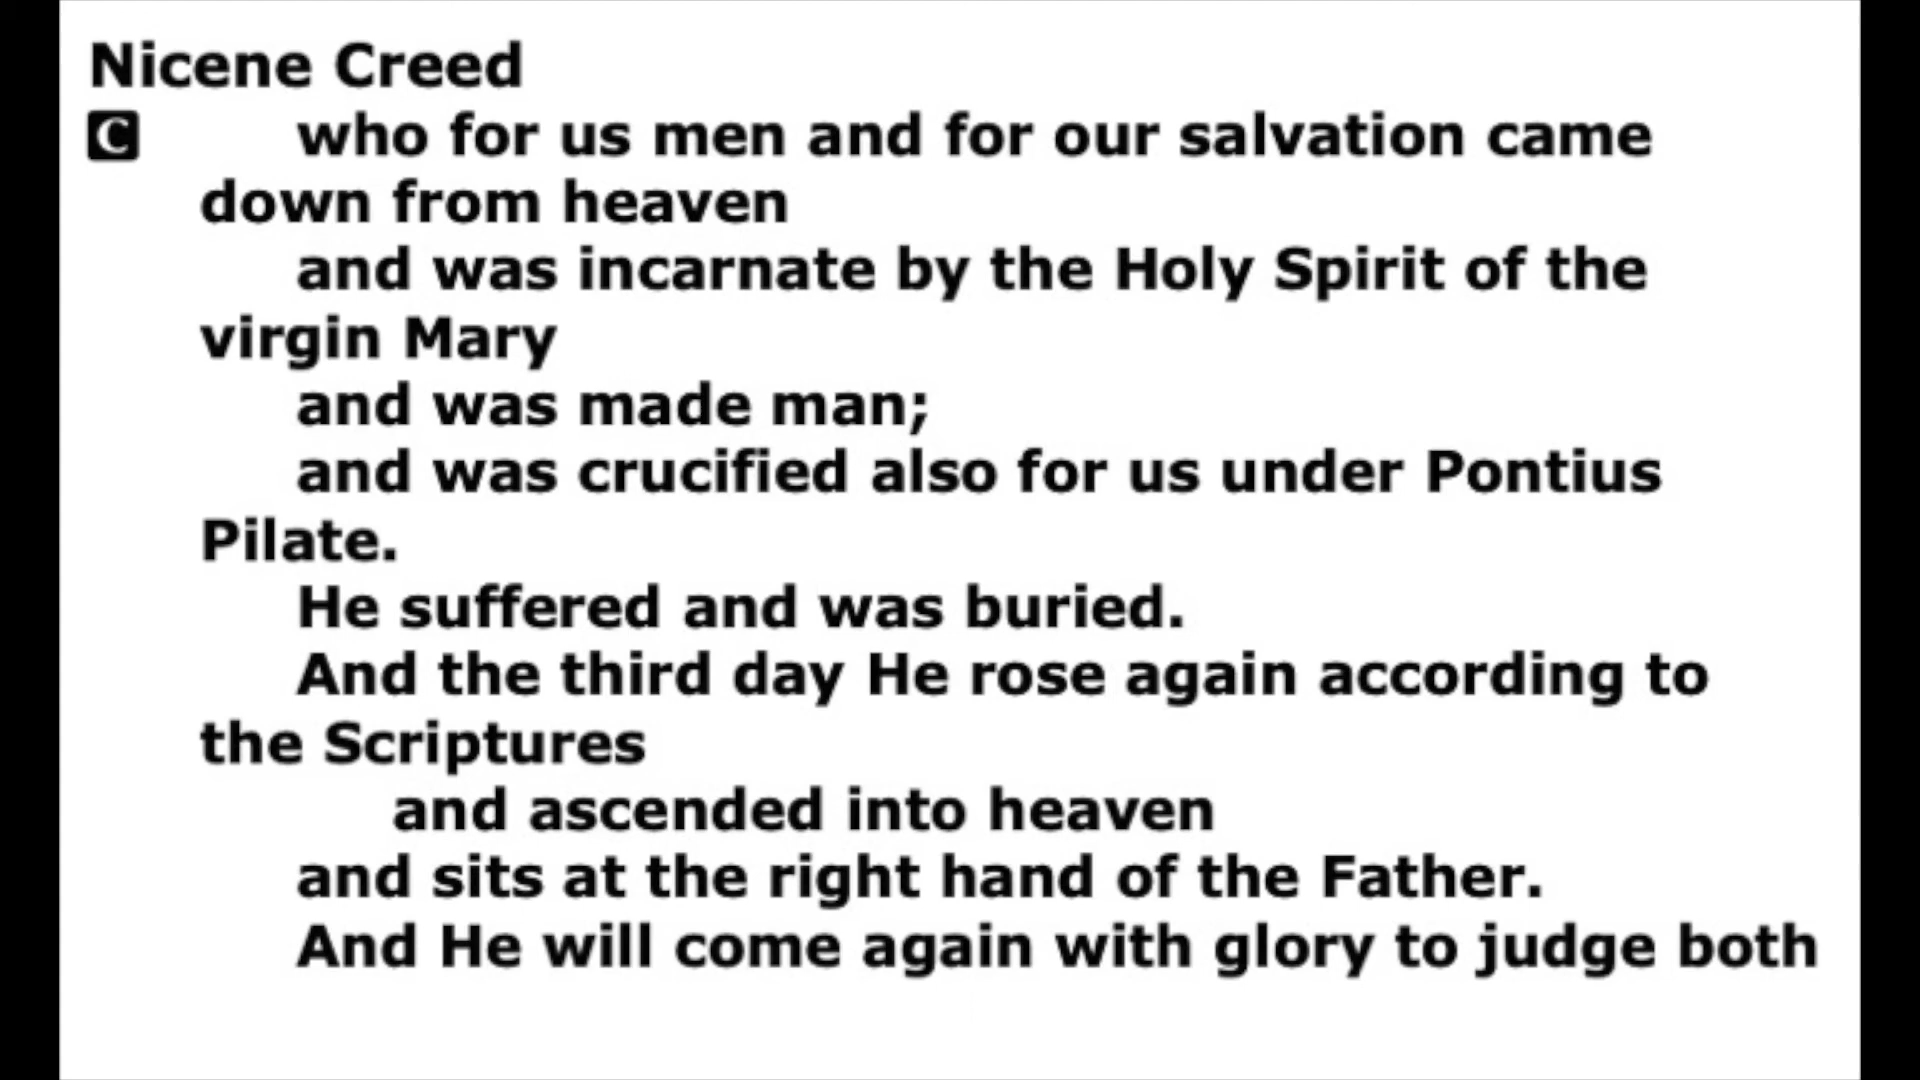 Nicene Creed
C who for us men and for our salvation came
down from heaven
and was incarnate by the Holy Spirit of the
virgin Mary
and was made man;
and was crucified also for us under Pontius
Pilate.
He suffered and was buried.
And the third day He rose again according to
the Scriptures
and ascended into heaven
and sits at the right hand of the Father.
And He will come again with glory to judge both